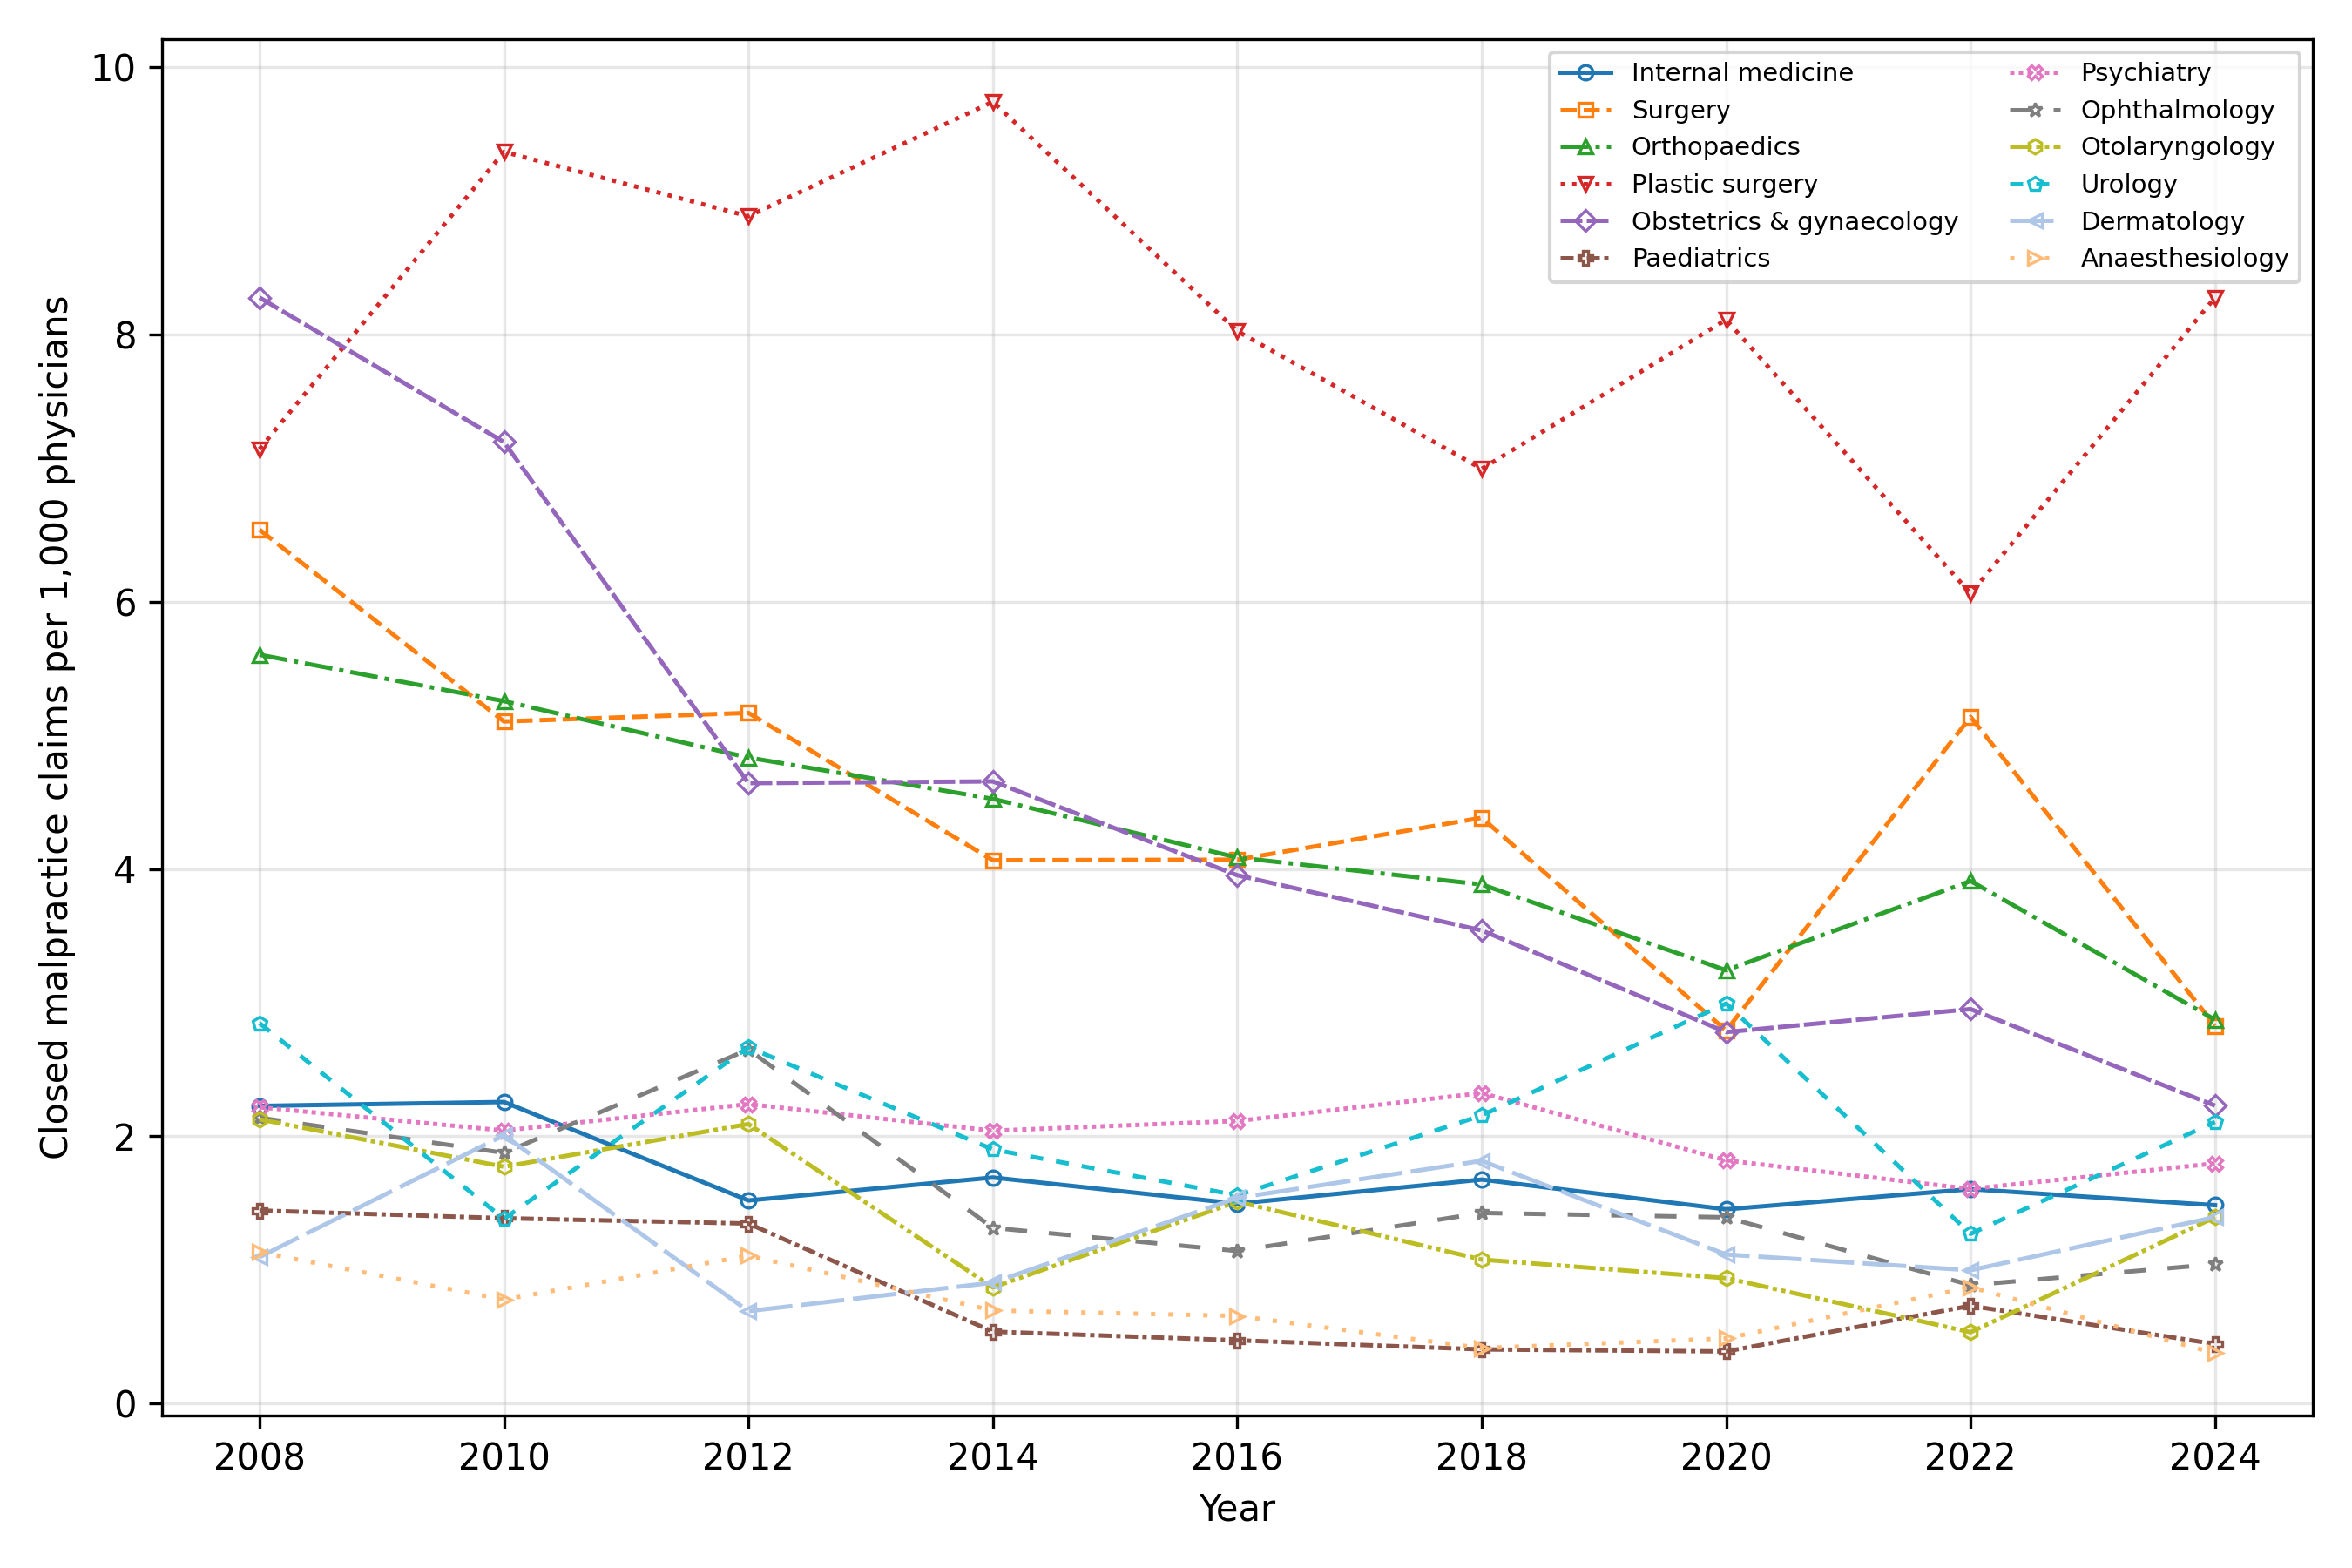 Closed malpractice claims per 1,000 physicians
10
8
6
4
2
0
Internal medicine
Surgery
Orthopaedics
Plastic surgery
Obstetrics & gynaecology
Paediatrics
Psychiatry
Ophthalmology
Otolaryngology
Urology
Dermatology
Anaesthesiology
2008 2010 2012 2014 2016 2018 2020 2022 2024
Year